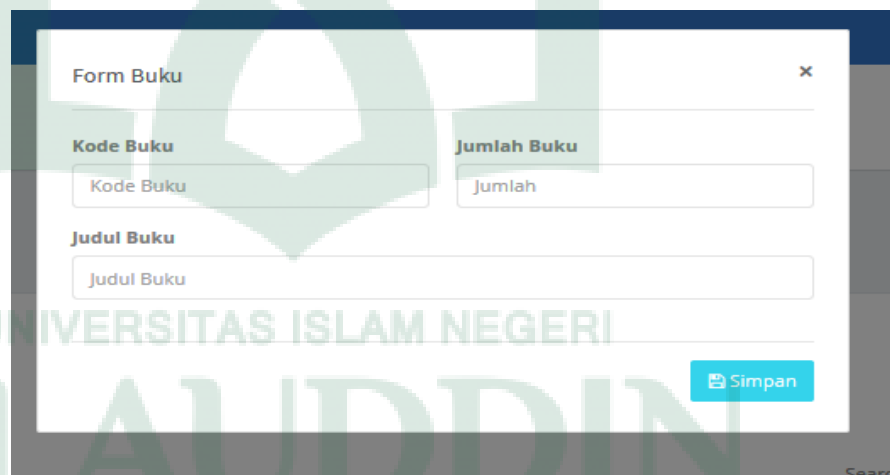 Form Buku ×
Kode Buku Jumlah Buku
Kode Buku Jumlah
Judul Buku
Judul Buku
UNIVERSITAS ISLAM NEGERI
Simpan
AUDDIN